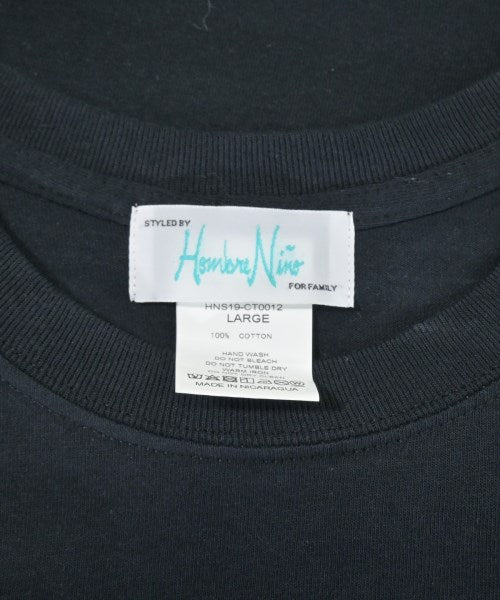 STYLED BY
Hombre Niño
FOR FAMILY
HNS19-CT0012
LARGE
100% COTTON
HAND WASH
DO NOT BLEACH
DO NOT TUMBLE DRY
WARM IRON
MADE IN NICARAGUA